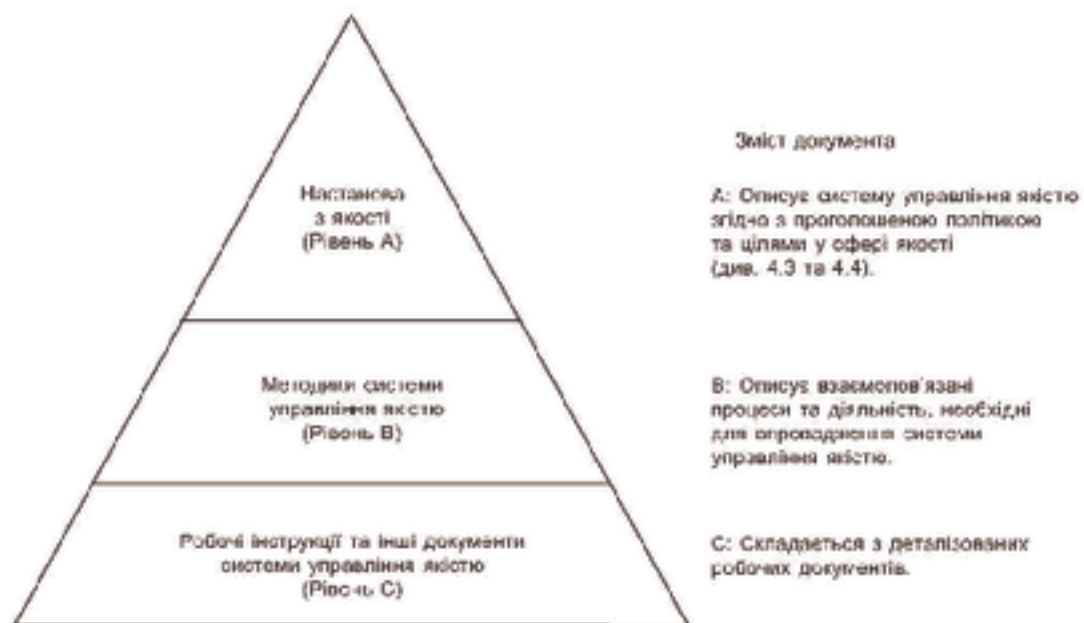 Зміст документа
Настанова
з якості
(Рівень A)
A: Описує систему управління якістю
згідно з проголошеною політикою
та цілями у сфері якості
(див. 4.3 та 4.4).
Методики системи
управління якістю
(Рівень B)
B: Описує взаємопов'язані
процеси та діяльність, необхідні
для впровадження системи
управління якістю.
Робочі інструкції та інші документи
системи управління якістю
(Рівень C)
C: Складається з деталізованих
робочих документів.